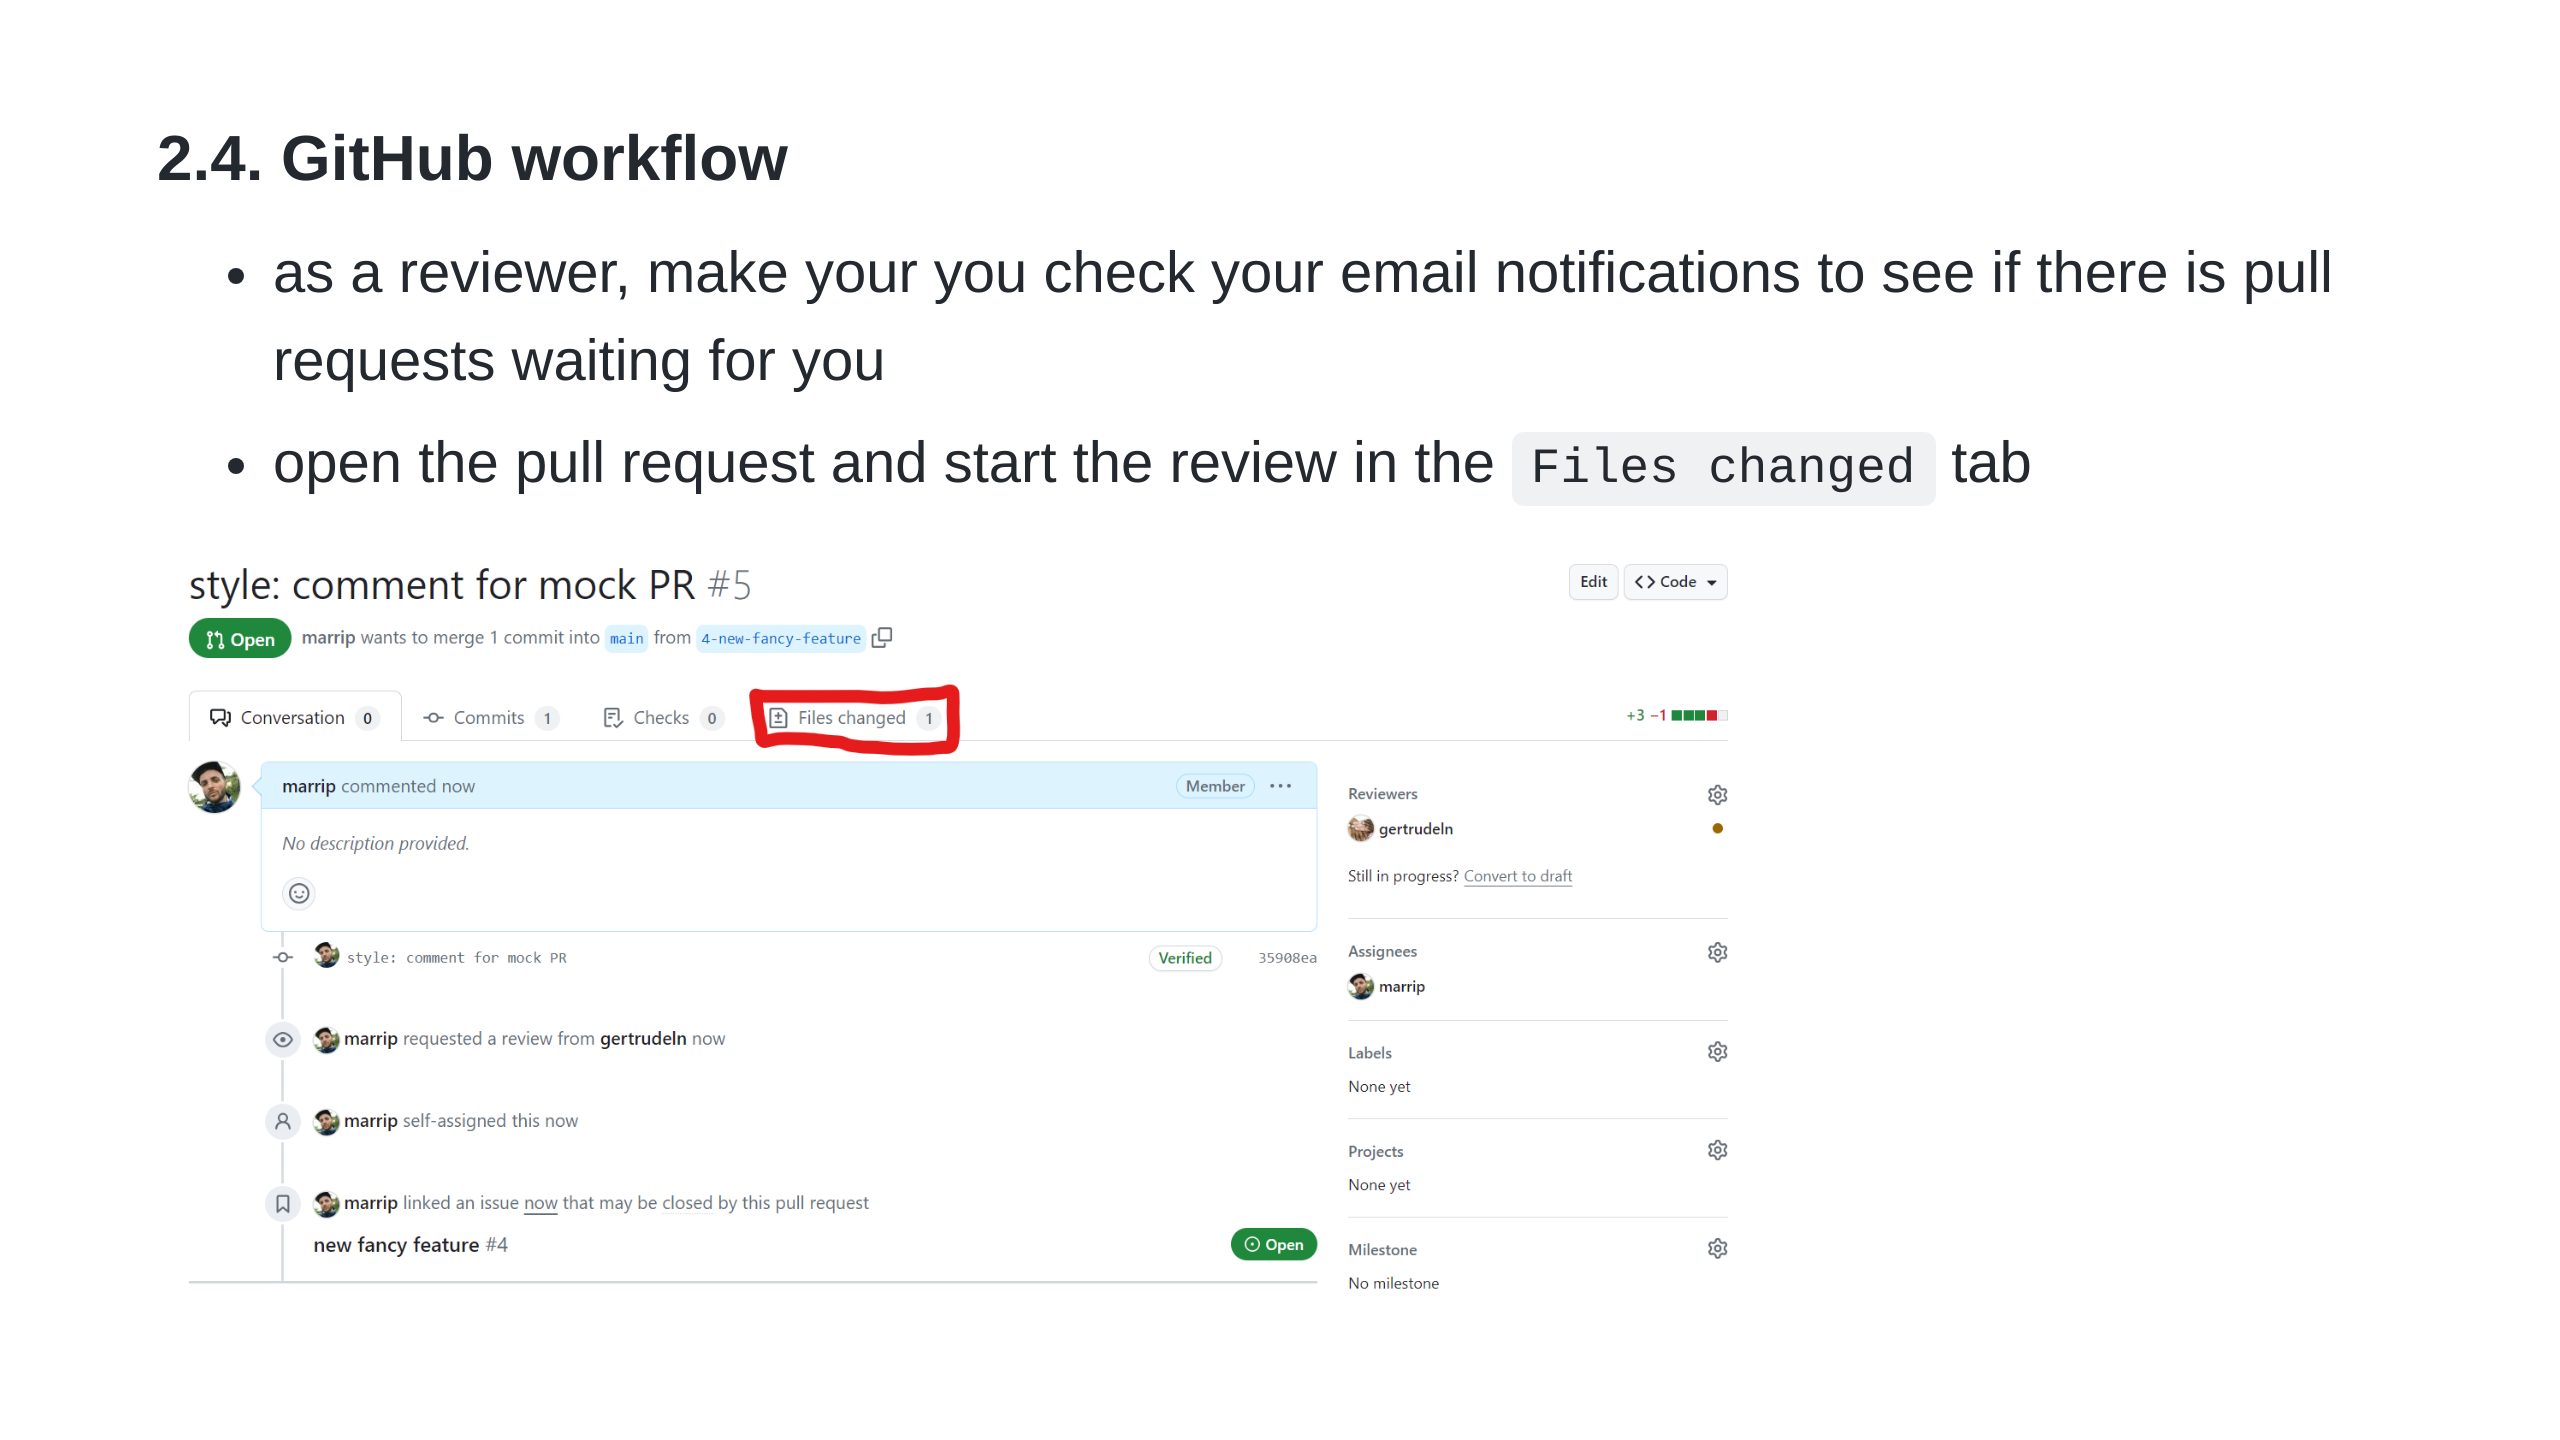 2.4. GitHub workflow
• as a reviewer, make your you check your email notifications to see if there is pull
requests waiting for you
• open the pull request and start the review in the Files changed tab
style: comment for mock PR #5
Edit
Code
Open
marrip wants to merge 1 commit into main from 4-new-fancy-feature
Conversation 0
Commits 1
Checks 0
Files changed 1
+3 −1
marrip commented now
Member
No description provided.
style: comment for mock PR
Verified
35908ea
marrip requested a review from gertrudeln now
marrip self-assigned this now
marrip linked an issue now that may be closed by this pull request
new fancy feature #4
Open
Reviewers
gertrudeln
Still in progress? Convert to draft
Assignees
marrip
Labels
None yet
Projects
None yet
Milestone
No milestone